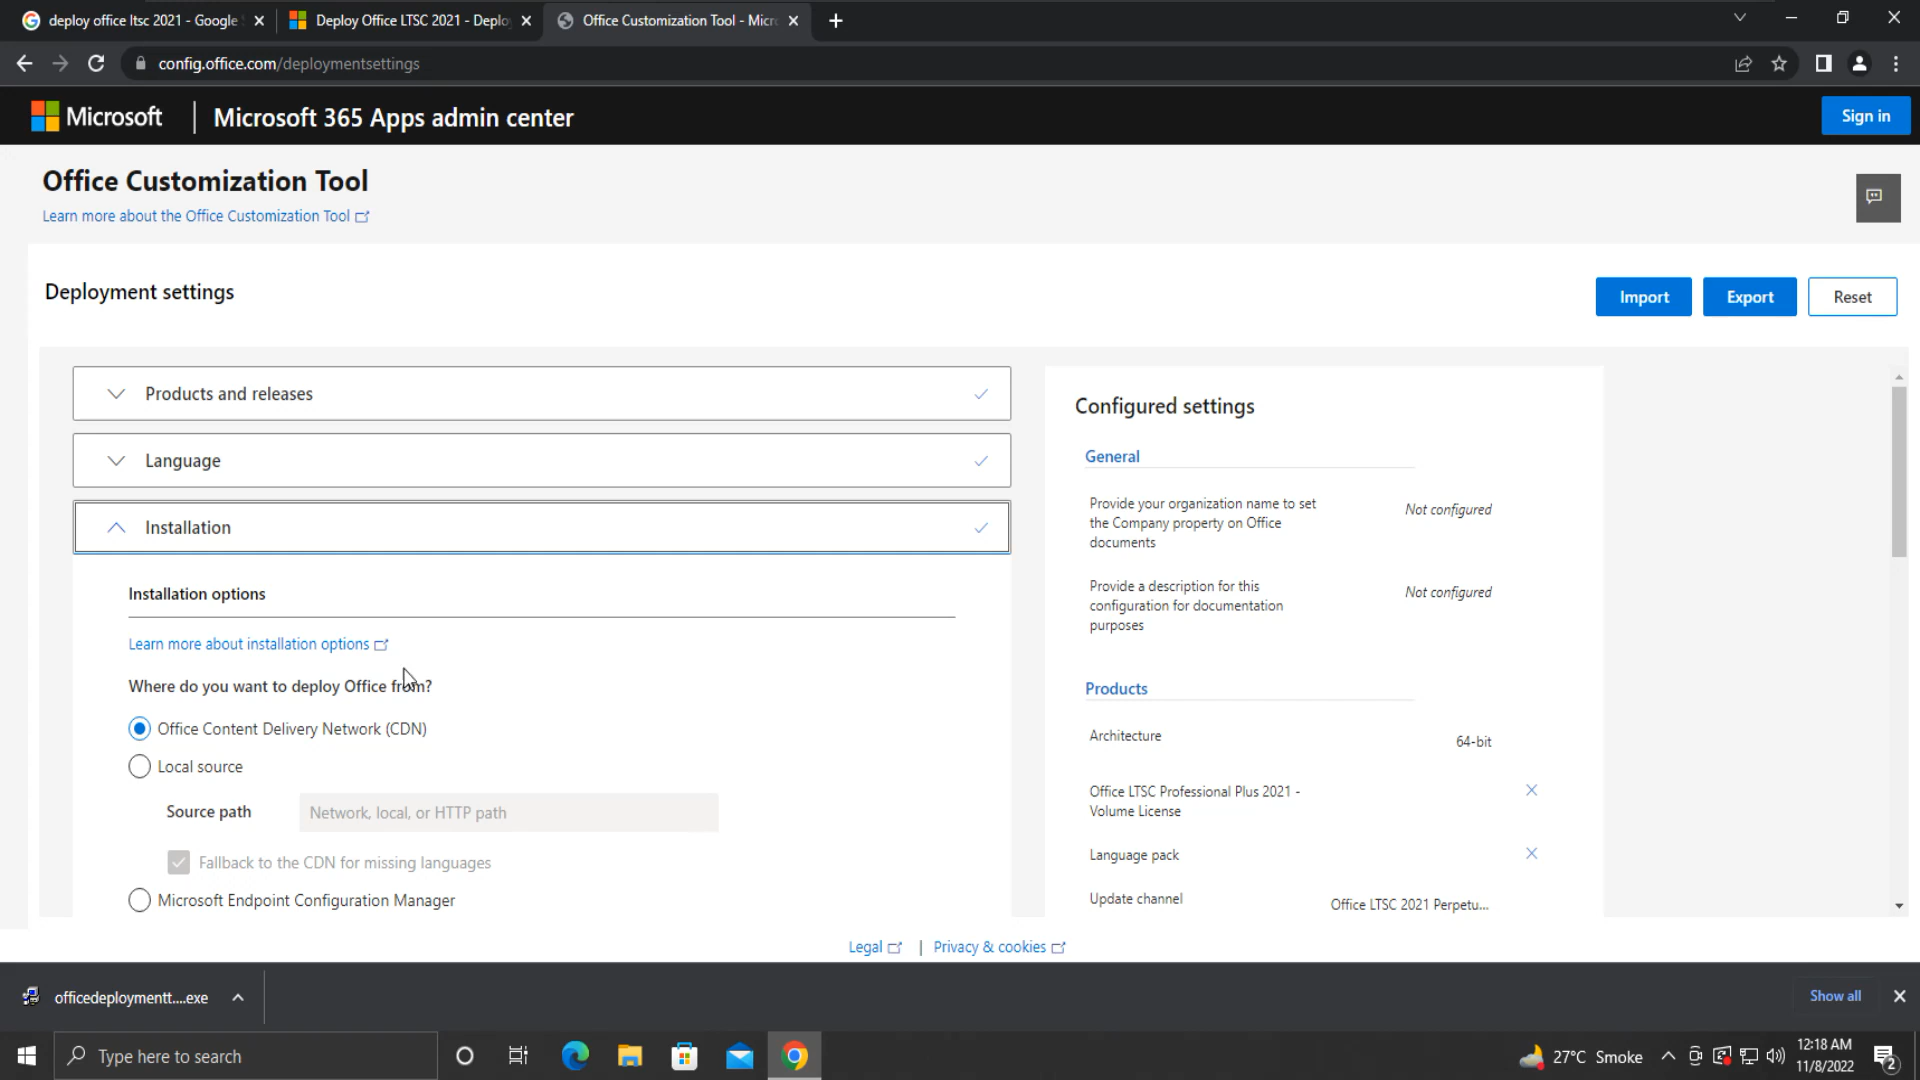 deploy office ltsc 2021 - Google
Deploy Office LTSC 2021 - Deplo
Office Customization Tool - Micr
config.office.com/deploymentsettings
Microsoft
Microsoft 365 Apps admin center
Sign in
Office Customization Tool
Learn more about the Office Customization Tool
Deployment settings
Import
Export
Reset
Products and releases
Language
Installation
Installation options
Learn more about installation options
Where do you want to deploy Office from?
Office Content Delivery Network (CDN)
Local source
Source path
Network, local, or HTTP path
Fallback to the CDN for missing languages
Microsoft Endpoint Configuration Manager
Configured settings
General
Provide your organization name to set
the Company property on Office
documents
Not configured
Provide a description for this
configuration for documentation
purposes
Not configured
Products
Architecture
64-bit
Office LTSC Professional Plus 2021 -
Volume License
Language pack
Update channel
Office LTSC 2021 Perpetu...
Legal
|
Privacy & cookies
officedeploymentt....exe
Show all
Type here to search
27°C Smoke
12:18 AM
11/8/2022
2